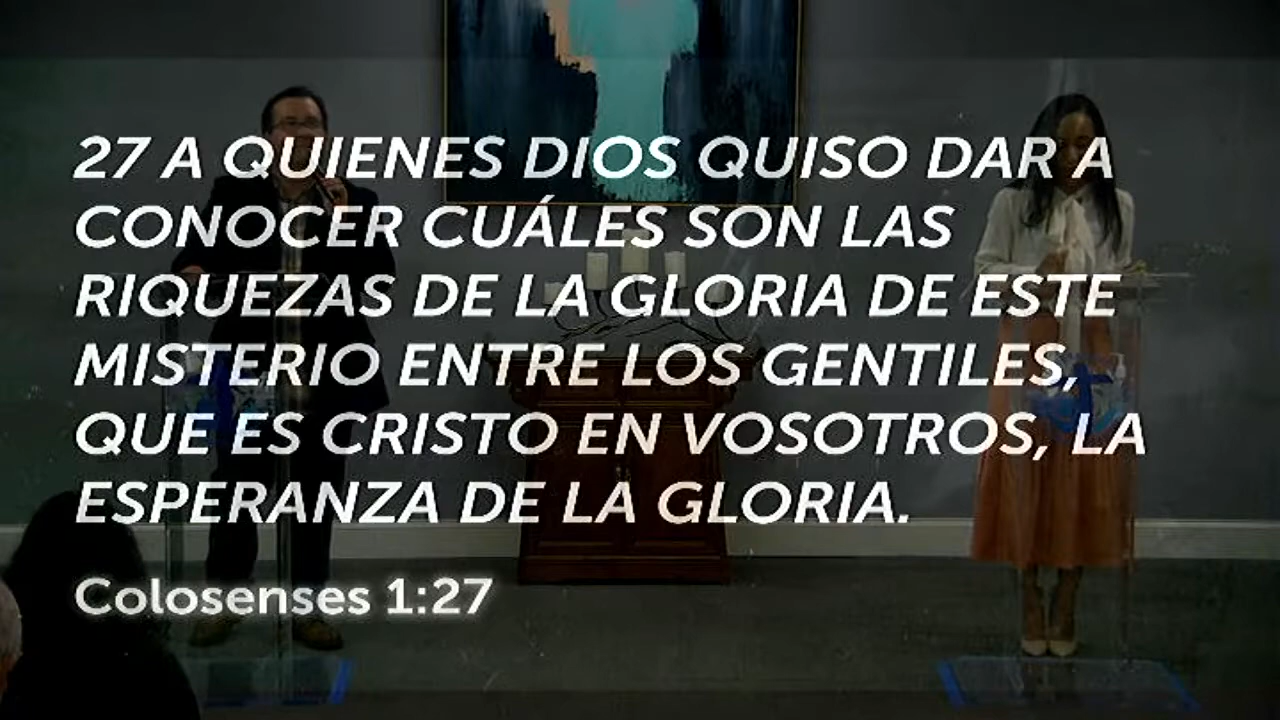 27 A QUIENES DIOS QUISO DAR A
CONOCER CUÁLES SON LAS
RIQUEZAS DE LA GLORIA DE ESTE
MISTERIO ENTRE LOS GENTILES,
QUE ES CRISTO EN VOSOTROS, LA
ESPERANZA DE LA GLORIA.
Colosenses 1:27